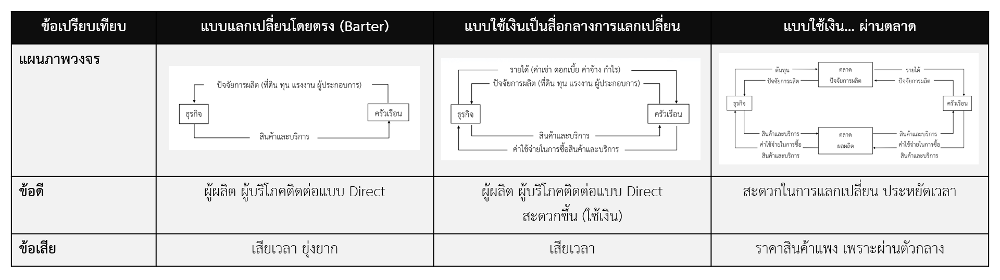 ข้อเปรียบเทียบ
แบบแลกเปลี่ยนโดยตรง (Barter)
แบบใช้เงินเป็นสื่อกลางการแลกเปลี่ยน
แบบใช้เงิน... ผ่านตลาด
แผนภาพวงจร
ปัจจัยการผลิต (ที่ดิน ทุน แรงงาน ผู้ประกอบการ)
ธุรกิจ
ครัวเรือน
สินค้าและบริการ
รายได้ (ค่าเช่า ดอกเบี้ย ค่าจ้าง กำไร)
ปัจจัยการผลิต (ที่ดิน ทุน แรงงาน ผู้ประกอบการ)
ธุรกิจ
ครัวเรือน
สินค้าและบริการ
ค่าใช้จ่ายในการซื้อสินค้าและบริการ
ต้นทุน
ตลาด
รายได้
ปัจจัยการผลิต
ปัจจัยการผลิต
ปัจจัยการผลิต
ธุรกิจ
ครัวเรือน
สินค้าและบริการ
ตลาด
สินค้าและบริการ
ค่าใช้จ่ายในการซื้อ
ผลผลิต
ค่าใช้จ่ายในการซื้อ
สินค้าและบริการ
สินค้าและบริการ
ข้อดี
ผู้ผลิต ผู้บริโภคติดต่อแบบ Direct
ผู้ผลิต ผู้บริโภคติดต่อแบบ Direct
สะดวกขึ้น (ใช้เงิน)
สะดวกในการแลกเปลี่ยน ประหยัดเวลา
ข้อเสีย
เสียเวลา ยุ่งยาก
เสียเวลา
ราคาสินค้าแพง เพราะผ่านตัวกลาง